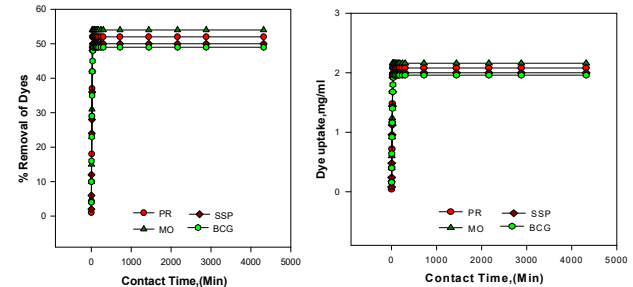 % Removal of Dyes
60
50
40
30
20
10
0
PR
SSP
MO
BCG
0 1000 2000 3000 4000 5000
Contact Time,(Min)
Dye uptake,mg/ml
3
2
1
0
PR
SSP
MO
BCG
0 1000 2000 3000 4000 5000
Contact Time,(Min)